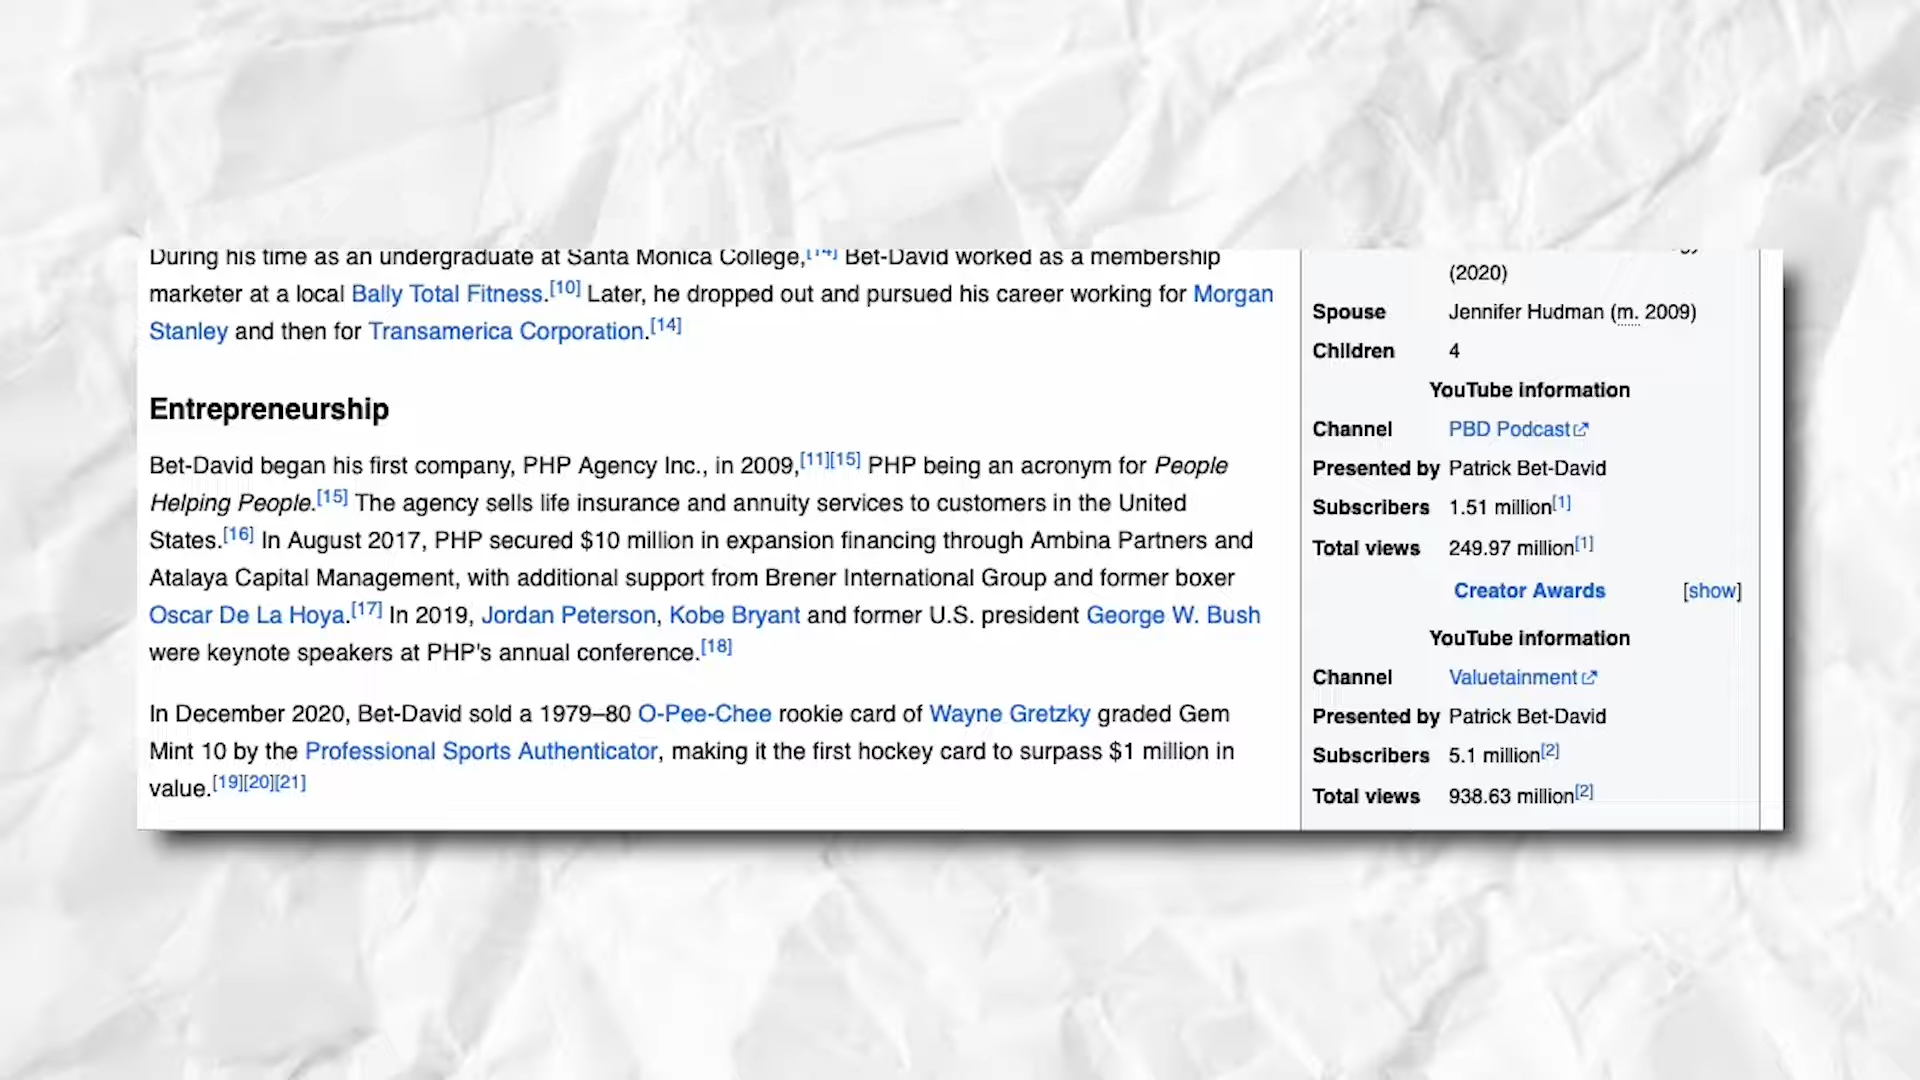 During his time as an undergraduate at Santa Monica College,[14] Bet-David worked as a membership
marketer at a local Bally Total Fitness.[10] Later, he dropped out and pursued his career working for Morgan
Stanley and then for Transamerica Corporation.[14]
Entrepreneurship
Bet-David began his first company, PHP Agency Inc., in 2009,[11][15] PHP being an acronym for People
Helping People.[15] The agency sells life insurance and annuity services to customers in the United
States.[16] In August 2017, PHP secured $10 million in expansion financing through Ambina Partners and
Atalaya Capital Management, with additional support from Brener International Group and former boxer
Oscar De La Hoya.[17] In 2019, Jordan Peterson, Kobe Bryant and former U.S. president George W. Bush
were keynote speakers at PHP's annual conference.[18]
In December 2020, Bet-David sold a 1979–80 O-Pee-Chee rookie card of Wayne Gretzky graded Gem
Mint 10 by the Professional Sports Authenticator, making it the first hockey card to surpass $1 million in
value.[19][20][21]
(2020)
Spouse Jennifer Hudman (m. 2009)
Children 4
YouTube information
Channel PBD Podcast
Presented by Patrick Bet-David
Subscribers 1.51 million[1]
Total views 249.97 million[1]
Creator Awards [show]
YouTube information
Channel Valuetainment
Presented by Patrick Bet-David
Subscribers 5.1 million[2]
Total views 938.63 million[2]